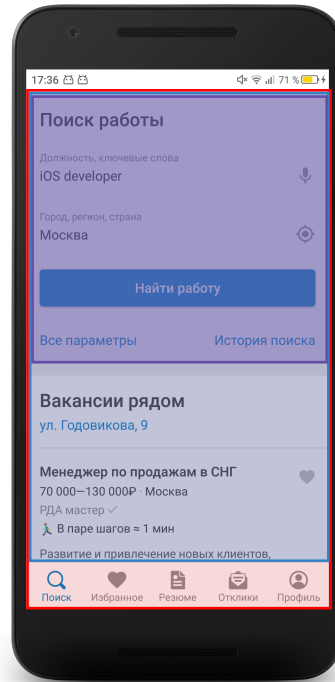 17:36 71 %
Поиск работы
Должность, ключевые слова
iOS developer
Город, регион, страна
Москва
Найти работу
Все параметры История поиска
Вакансии рядом
ул. Годовикова, 9
Менеджер по продажам в СНГ
70 000—130 000₽ · Москва
РДА мастер
В паре шагов ≈ 1 мин
Развитие и привлечение новых клиентов,
Поиск Избранное Резюме Отклики Профиль